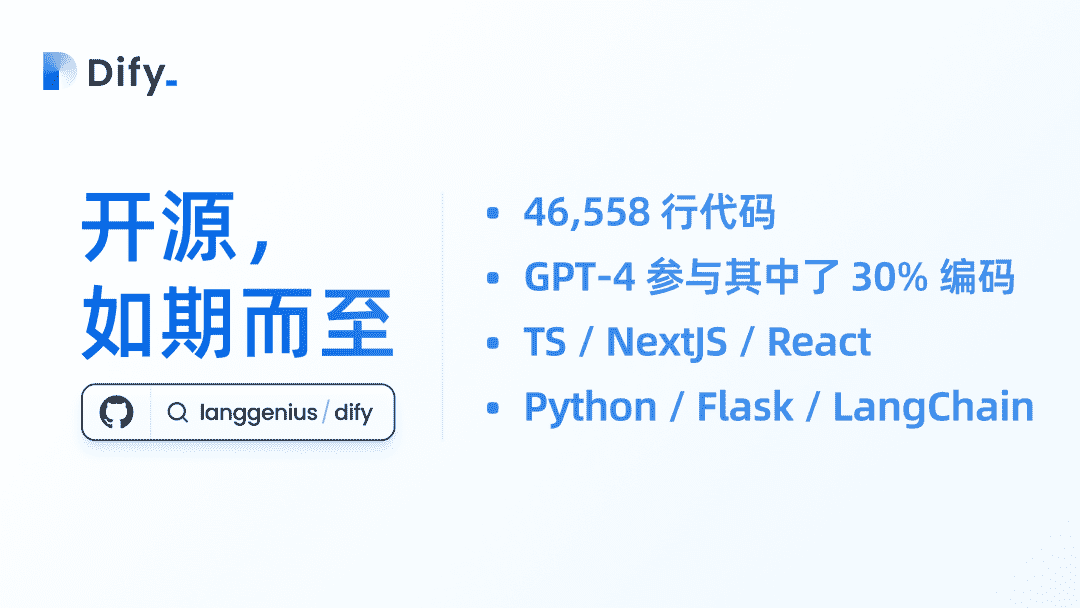 Dify_
开源，
如期而至
langgenius / dify
• 46,558 行代码
• GPT-4 参与其中了 30% 编码
• TS / NextJS / React
• Python / Flask / LangChain